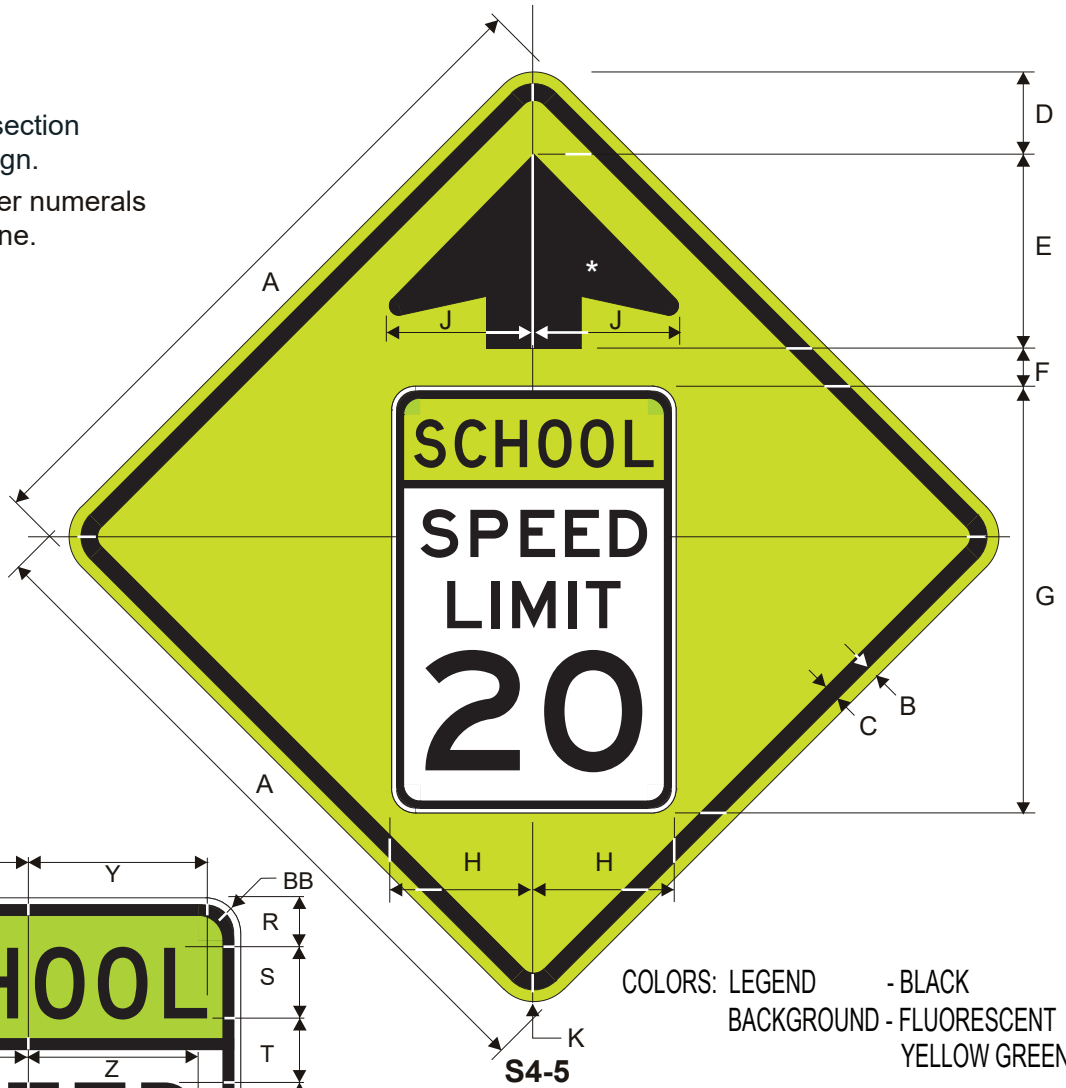 section
gn.
er numerals
ne.
A
D
E
*
J
J
F
SCHOOL
SPEED
LIMIT
20
G
B
C
A
H
H
Y
BB
R
HOOL
S
T
Z
K
S4-5
COLORS: LEGEND - BLACK
BACKGROUND - FLUORESCENT
YELLOW GREEN